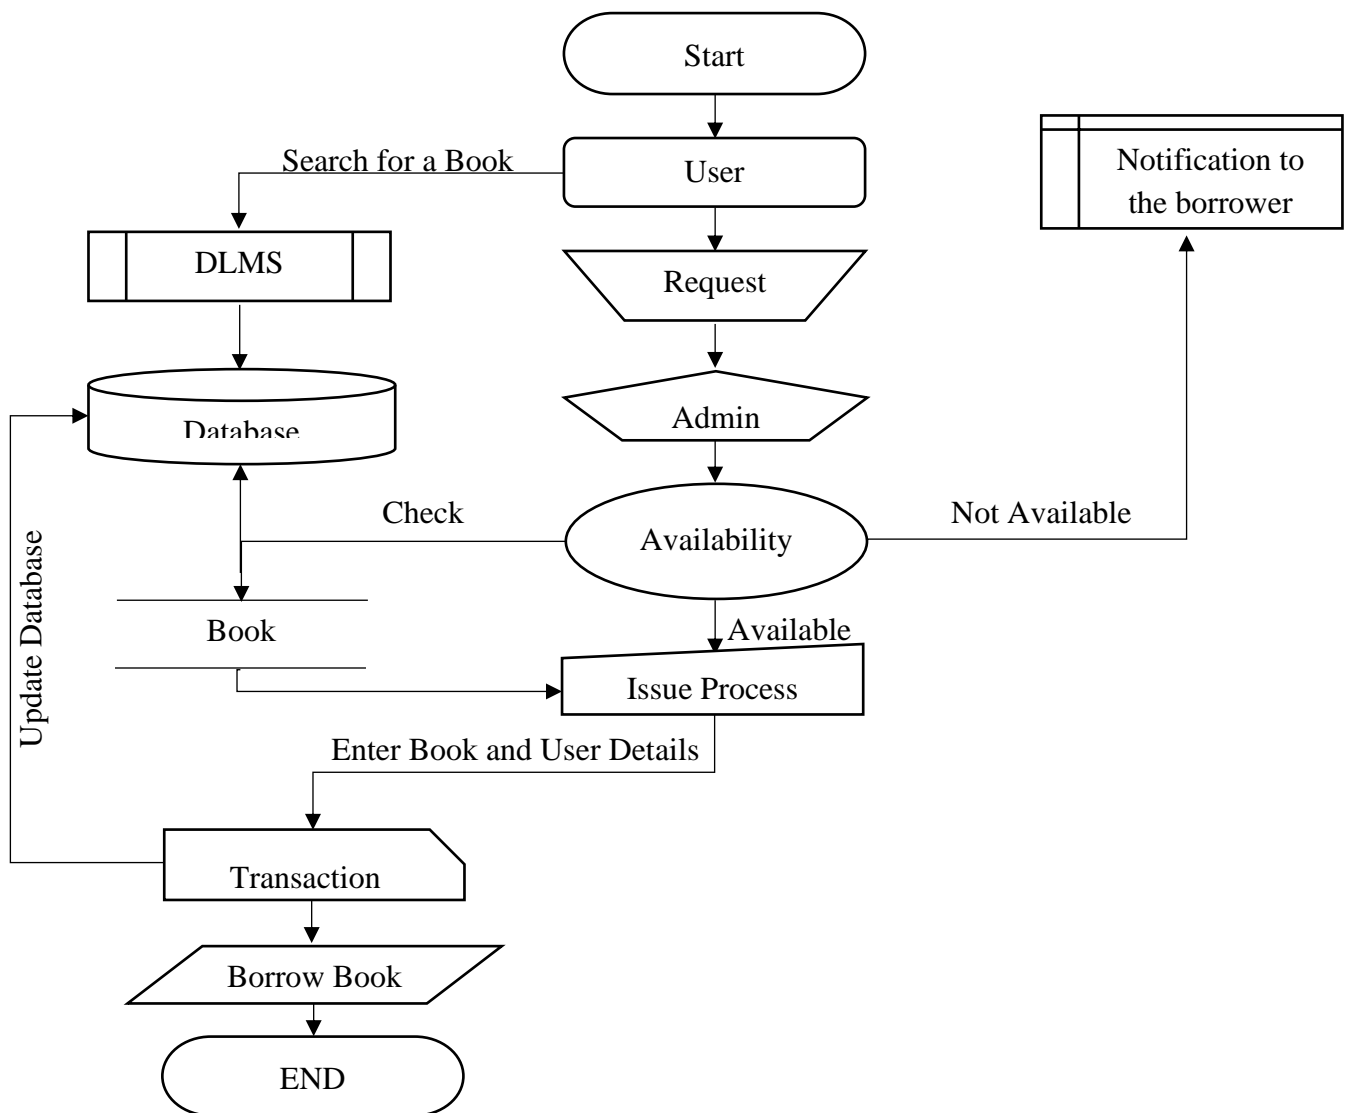 Start
Search for a Book
User
Notification to
the borrower
DLMS
Request
Database
Admin
Check
Availability
Not Available
Update Database
Book
Available
Issue Process
Enter Book and User Details
Transaction
Borrow Book
END